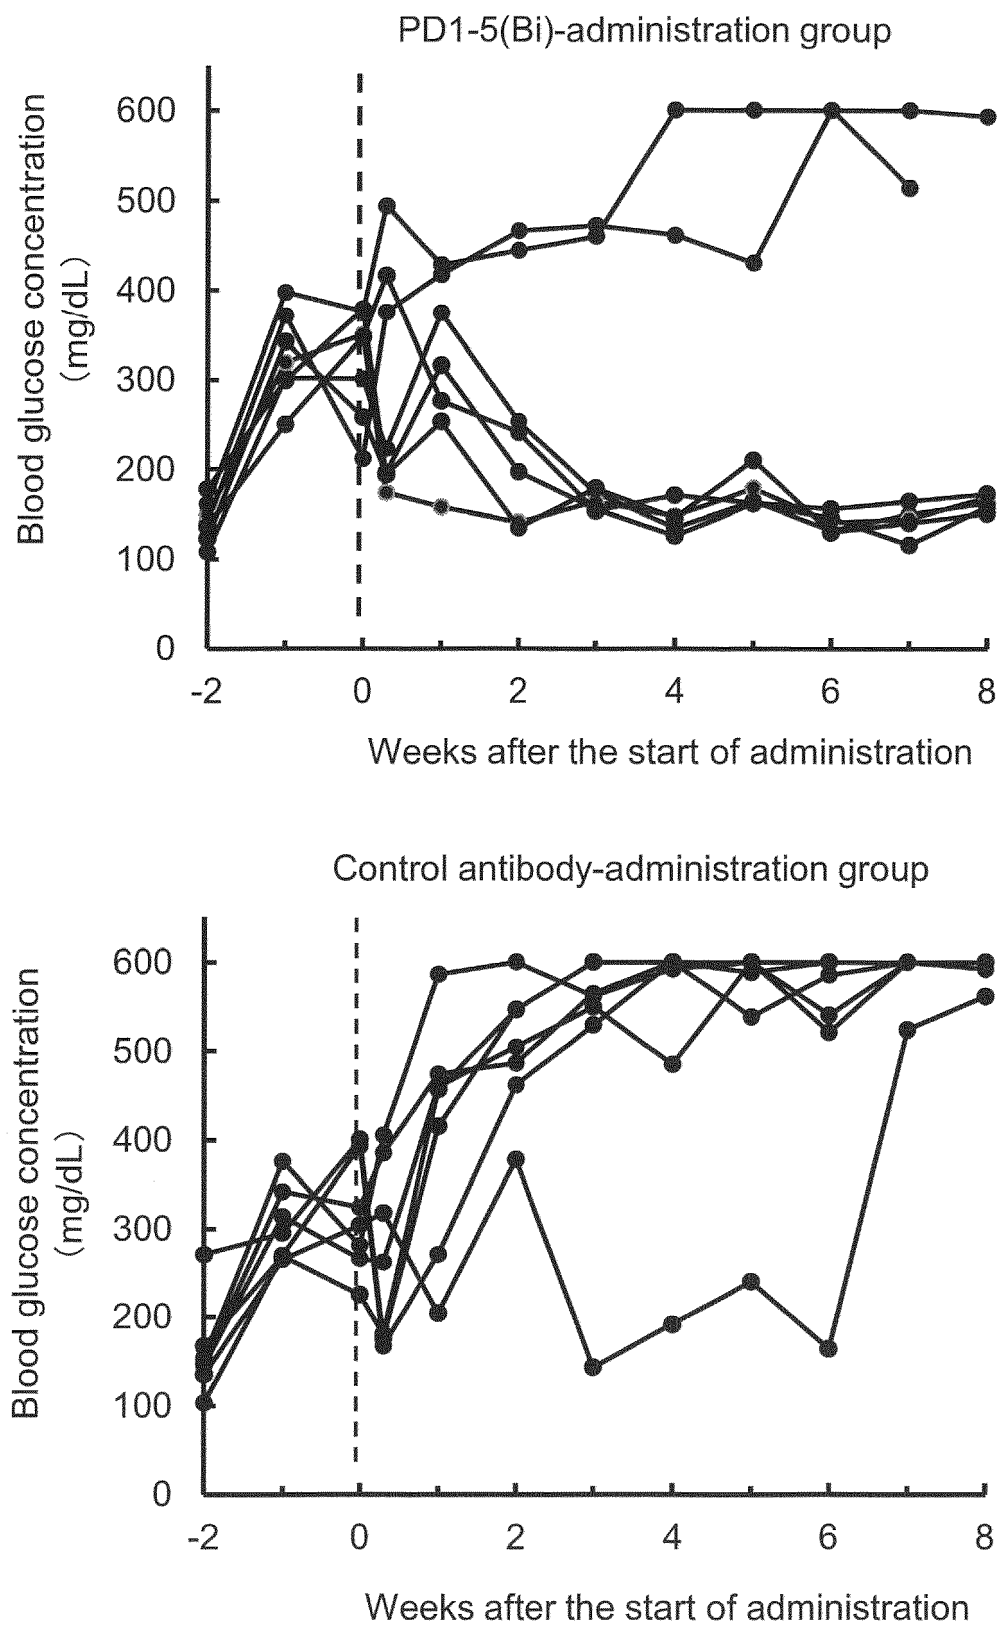 PD1-5(Bi)-administration group
Blood glucose concentration
(mg/dL)
600
500
400
300
200
100
0
-2 0 2 4 6 8
Weeks after the start of administration
Control antibody-administration group
Blood glucose concentration
(mg/dL)
600
500
400
300
200
100
0
-2 0 2 4 6 8
Weeks after the start of administration